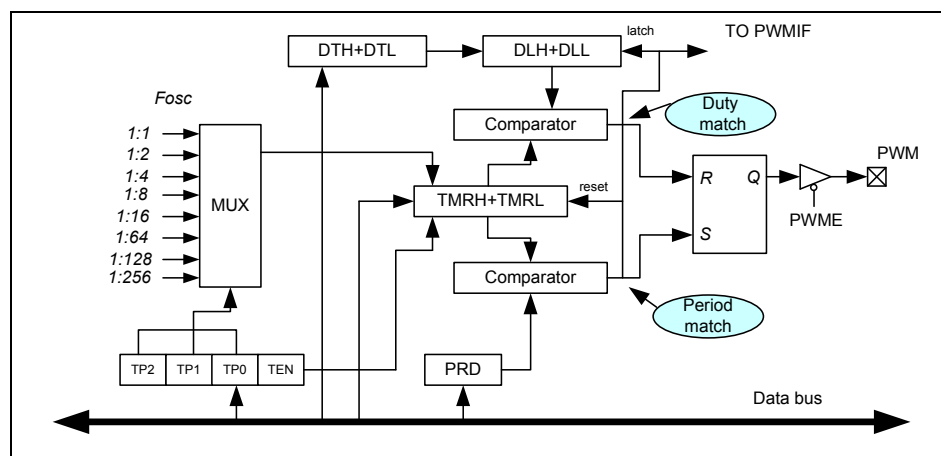 TO PWMIF
DTH+DTL
DLH+DLL
latch
Fosc
Duty
match
Comparator
1:1
1:2
1:4
1:8
1:16
1:64
1:128
1:256
MUX
TMRH+TMRL
reset
R
Q
S
PWM
PWME
Comparator
Period
match
TP2
TP1
TP0
TEN
PRD
Data bus